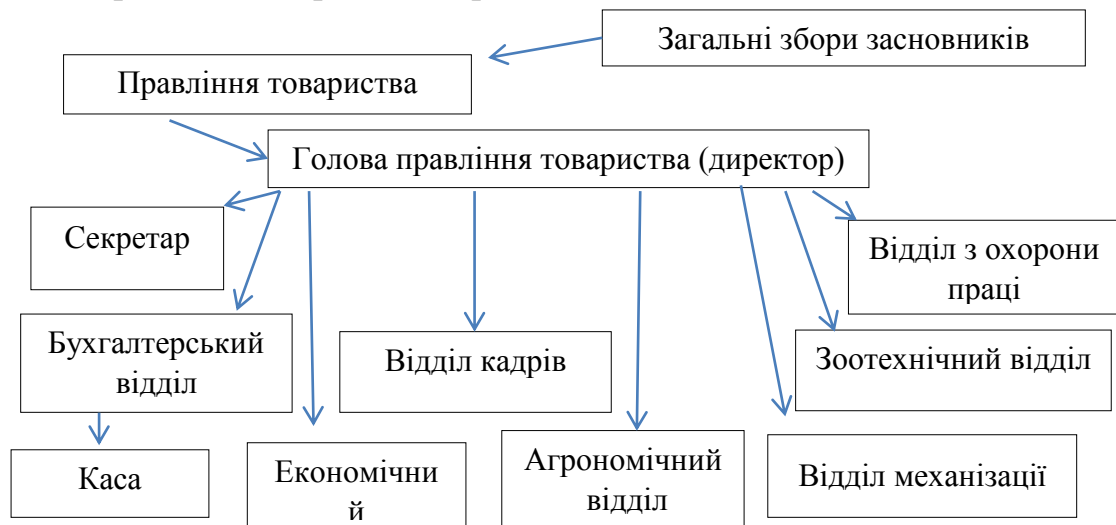 Загальні збори засновників
Правління товариства
Голова правління товариства (директор)
Секретар
Відділ з охорони
праці
Бухгалтерський
відділ
Відділ кадрів
Зоотехнічний відділ
Каса
Економічни
й
Агрономічний
відділ
Відділ механізації